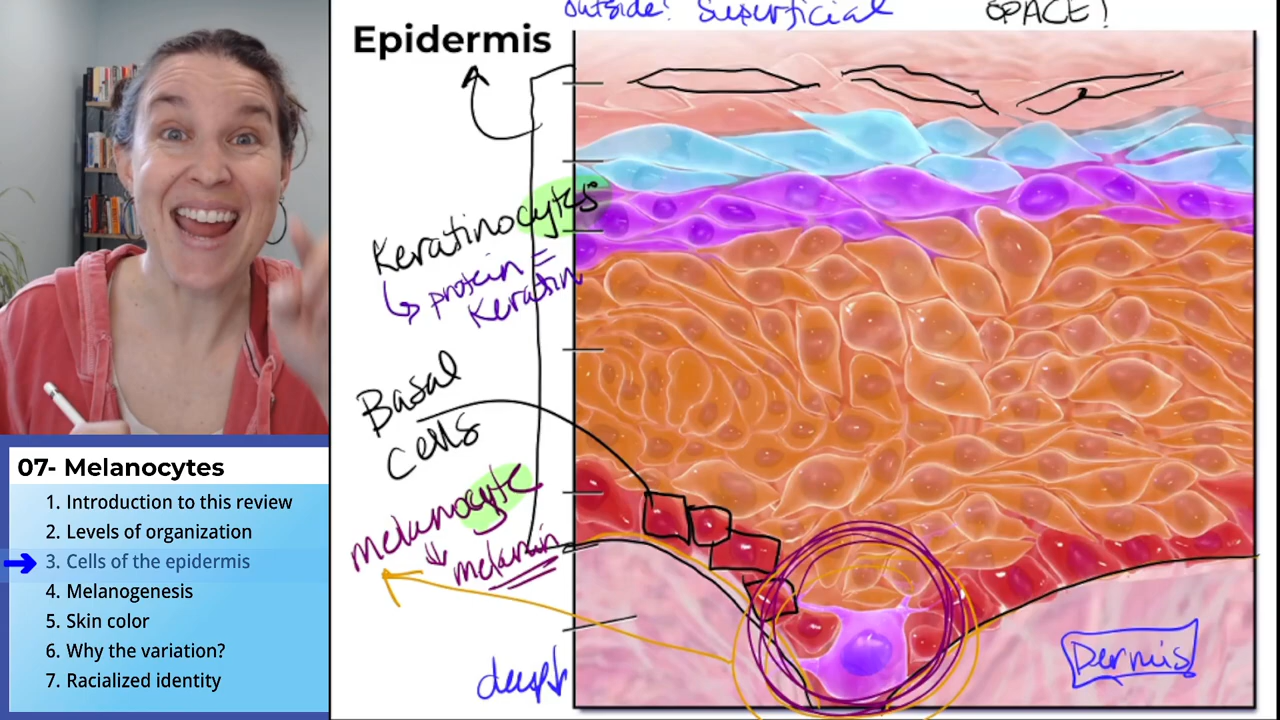 outside! Superficial
SPACE!
Epidermis
Keratinocytes
↳ protein =
Keratin
Basal
Cells
melanocyte
↓ melanin
Dermis
07- Melanocytes
1. Introduction to this review
2. Levels of organization
3. Cells of the epidermis
4. Melanogenesis
5. Skin color
6. Why the variation?
7. Racialized identity